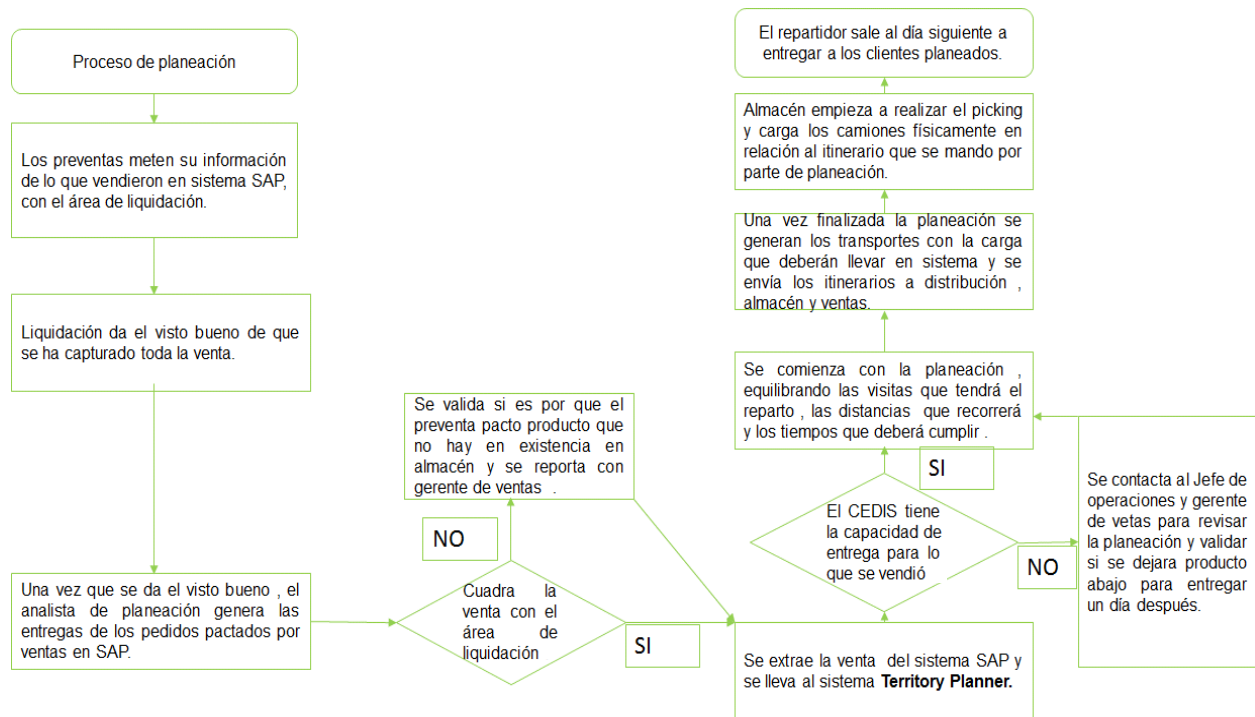 Proceso de planeación
Los preventas meten su información
de lo que vendieron en sistema SAP,
con el área de liquidación.
Liquidación da el visto bueno de que
se ha capturado toda la venta.
Una vez que se da el visto bueno , el
analista de planeación genera las
entregas de los pedidos pactados por
ventas en SAP.
Cuadra la
venta con el
área de
liquidación
NO
Se valida si es por que el
preventa pacto producto que
no hay en existencia en
almacén y se reporta con
gerente de ventas .
SI
Se extrae la venta del sistema SAP y
se lleva al sistema Territory Planner.
El CEDIS tiene
la capacidad de
entrega para lo
que se vendió
NO
Se contacta al Jefe de
operaciones y gerente
de vetas para revisar
la planeación y validar
si se dejara producto
abajo para entregar
un día después.
SI
Se comienza con la planeación ,
equilibrando las visitas que tendrá el
reparto , las distancias que recorrerá
y los tiempos que deberá cumplir .
Una vez finalizada la planeación se
generan los transportes con la carga
que deberán llevar en sistema y se
envía los itinerarios a distribución ,
almacén y ventas.
Almacén empieza a realizar el picking
y carga los camiones físicamente en
relación al itinerario que se mando por
parte de planeación.
El repartidor sale al día siguiente a
entregar a los clientes planeados.